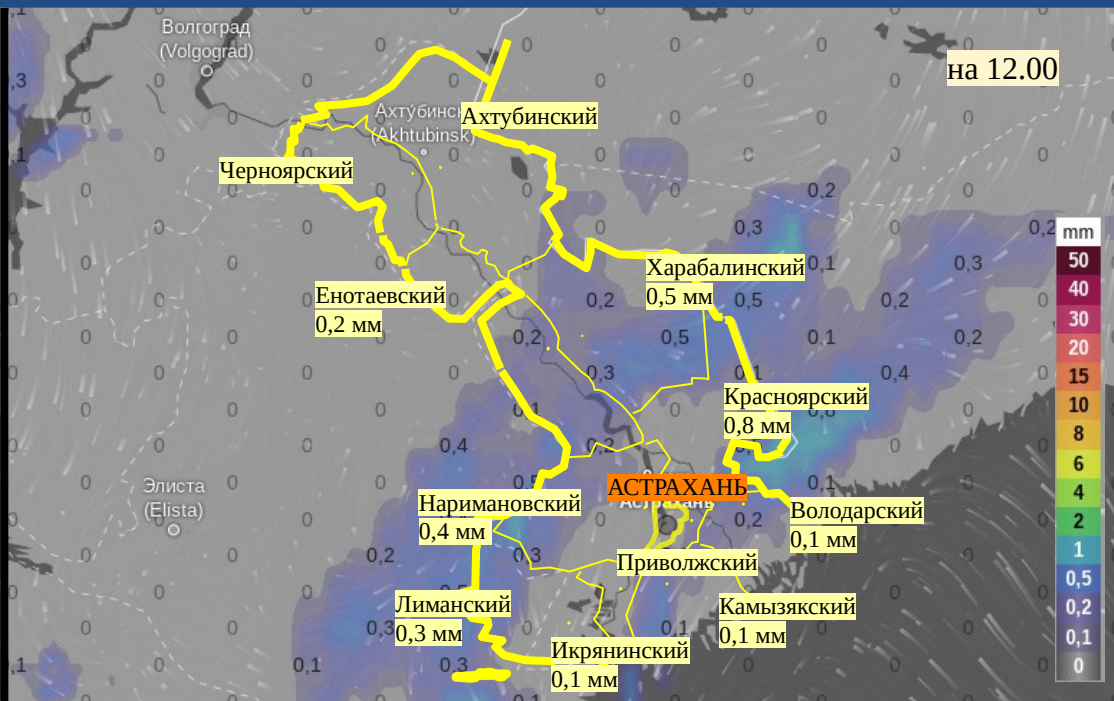 Волгоград
(Volgograd)
на 12.00
Ахтубинск
(Akhtubinsk)
Ахтубинский
Черноярский
Харабалинский
0,5 мм
Енотаевский
0,2 мм
mm
50
40
30
20
15
10
8
6
4
2
1
0,5
0,2
0,1
0
Красноярский
0,8 мм
Элиста
(Elista)
АСТРАХАНЬ
Астрахань
Наримановский
0,4 мм
Володарский
0,1 мм
Приволжский
Лиманский
0,3 мм
Камызякский
0,1 мм
Икрянинский
0,1 мм